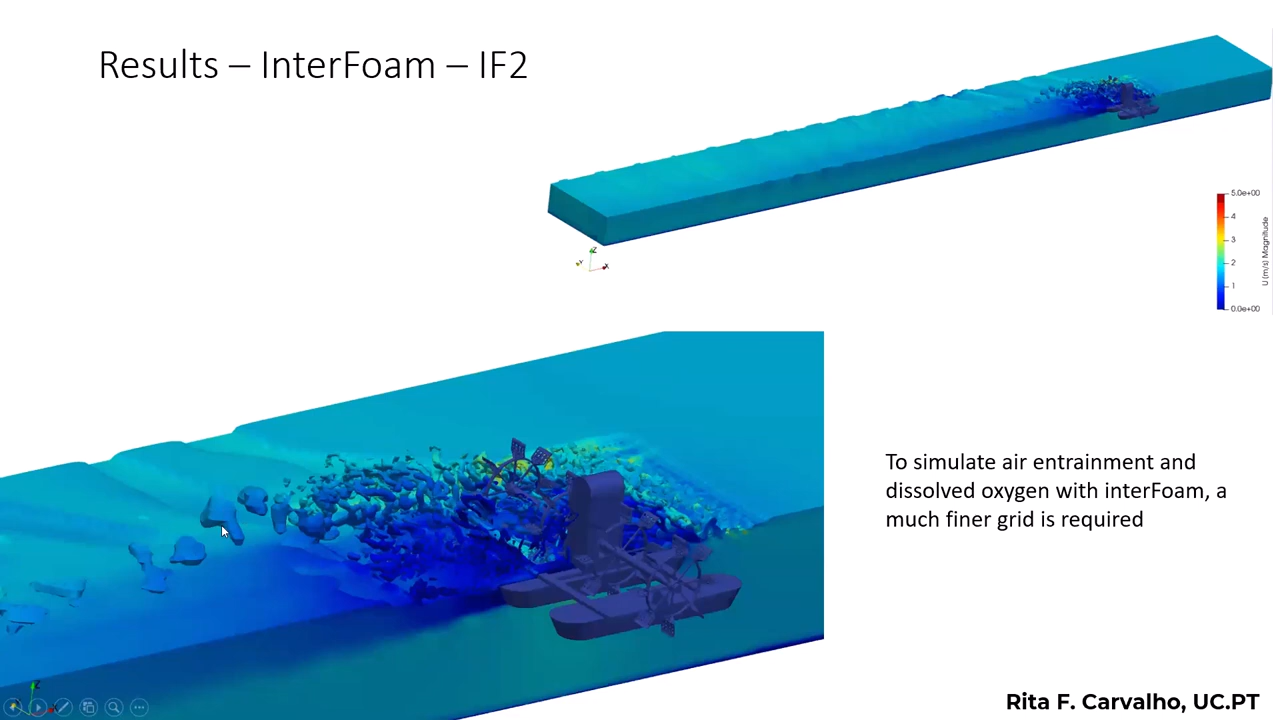 Results – InterFoam – IF2
5.0e+00
4
3
2
1
0.0e+00
U (m/s) Magnitude
Z
Y
X
To simulate air entrainment and
dissolved oxygen with interFoam, a
much finer grid is required
Z
Rita F. Carvalho, UC.PT